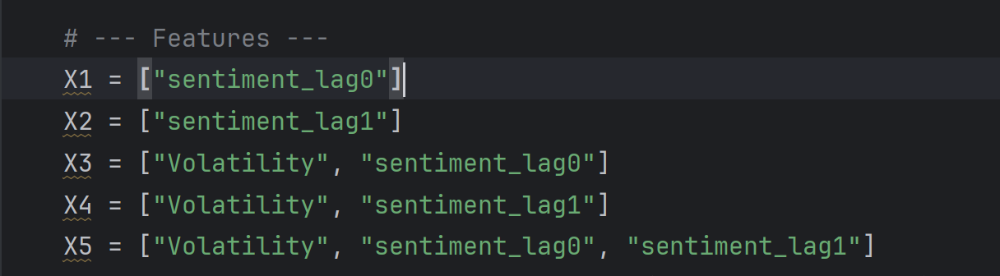 # --- Features ---
X1 = ["sentiment_lag0"]
X2 = ["sentiment_lag1"]
X3 = ["Volatility", "sentiment_lag0"]
X4 = ["Volatility", "sentiment_lag1"]
X5 = ["Volatility", "sentiment_lag0", "sentiment_lag1"]